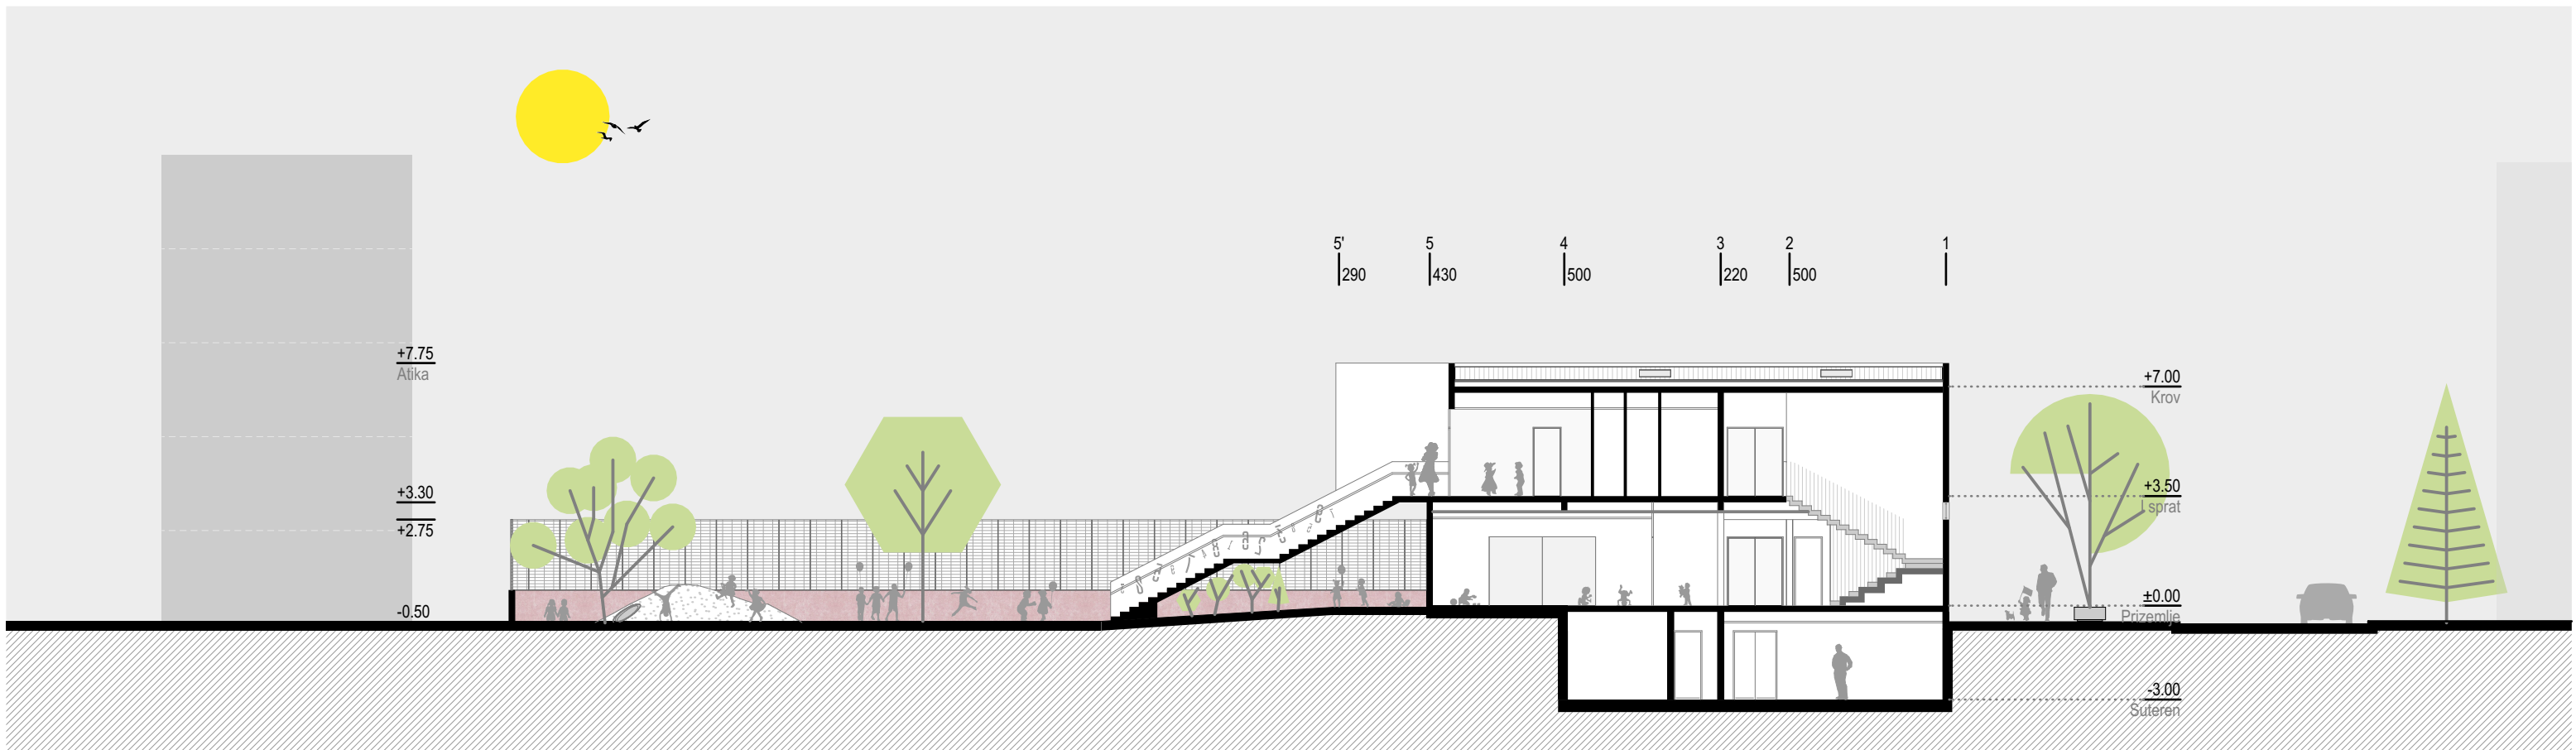 5' 5 4 3 2 1
290 430 500 220 500
+7.75
Atika
+3.30
+2.75
-0.50
+7.00
Krov
+3.50
I sprat
±0.00
Prizemlje
-3.00
Suteren